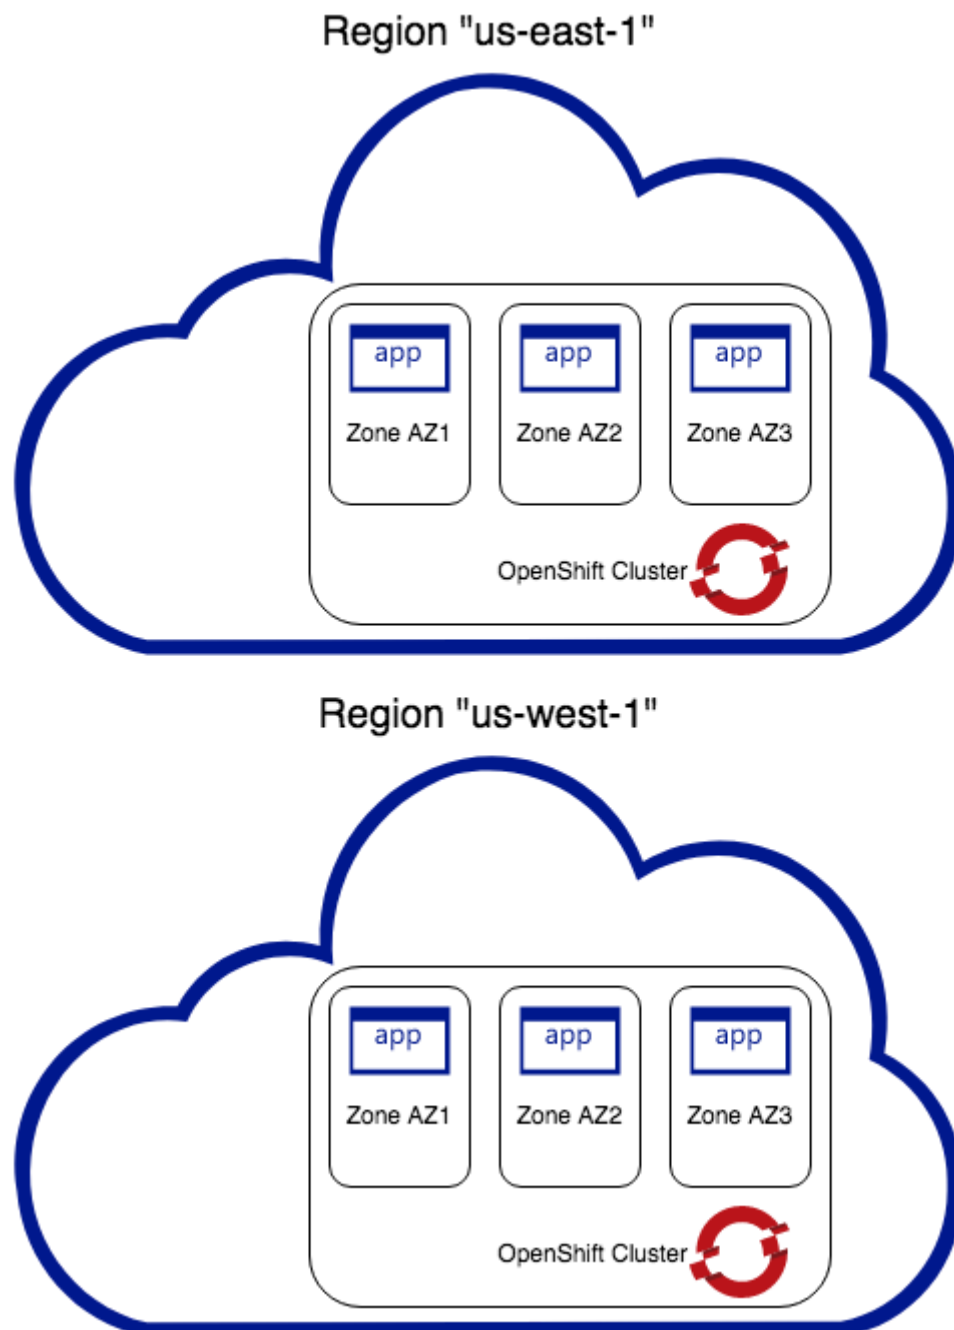 Region "us-east-1"
app app app
Zone AZ1 Zone AZ2 Zone AZ3
OpenShift Cluster
Region "us-west-1"
app app app
Zone AZ1 Zone AZ2 Zone AZ3
OpenShift Cluster